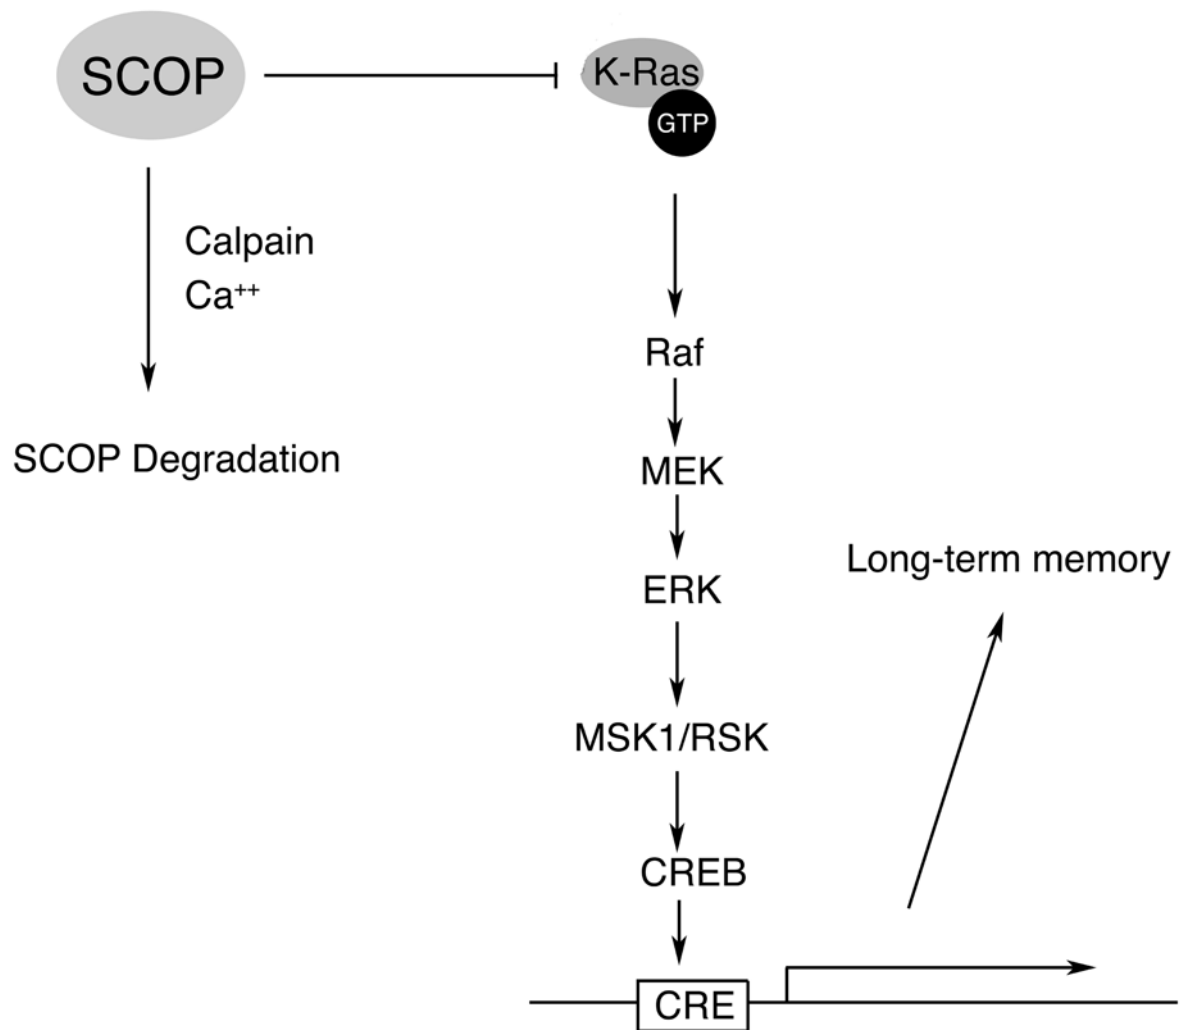 SCOP
K-Ras
GTP
Calpain
Ca⁺⁺
Raf
SCOP Degradation
MEK
Long-term memory
ERK
MSK1/RSK
CREB
CRE